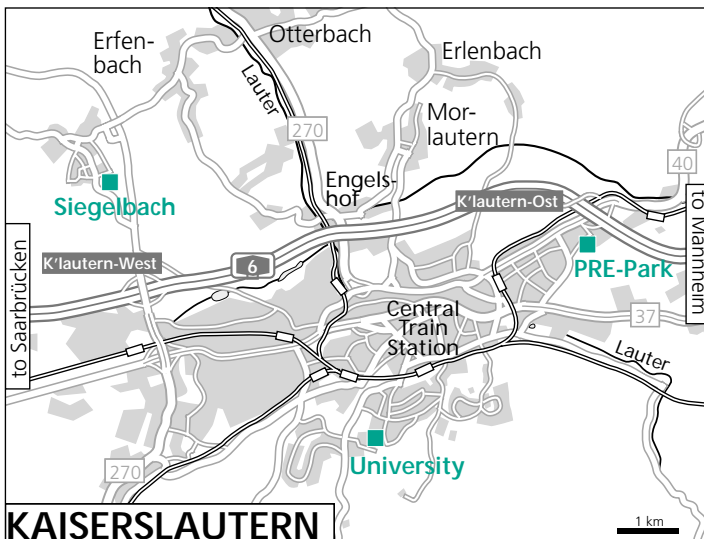 Erfen-
bach
Otterbach
Erlenbach
Lauter
270
Mor-
lautern
40
Engels-
hof
Siegelbach
K'lautern-Ost
to Mannheim
to Saarbrücken
K'lautern-West
6
PRE-Park
Central
Train
Station
37
Lauter
270
University
KAISERSLAUTERN
1 km